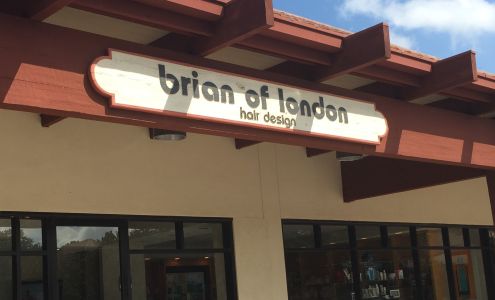 brian of london
hair design